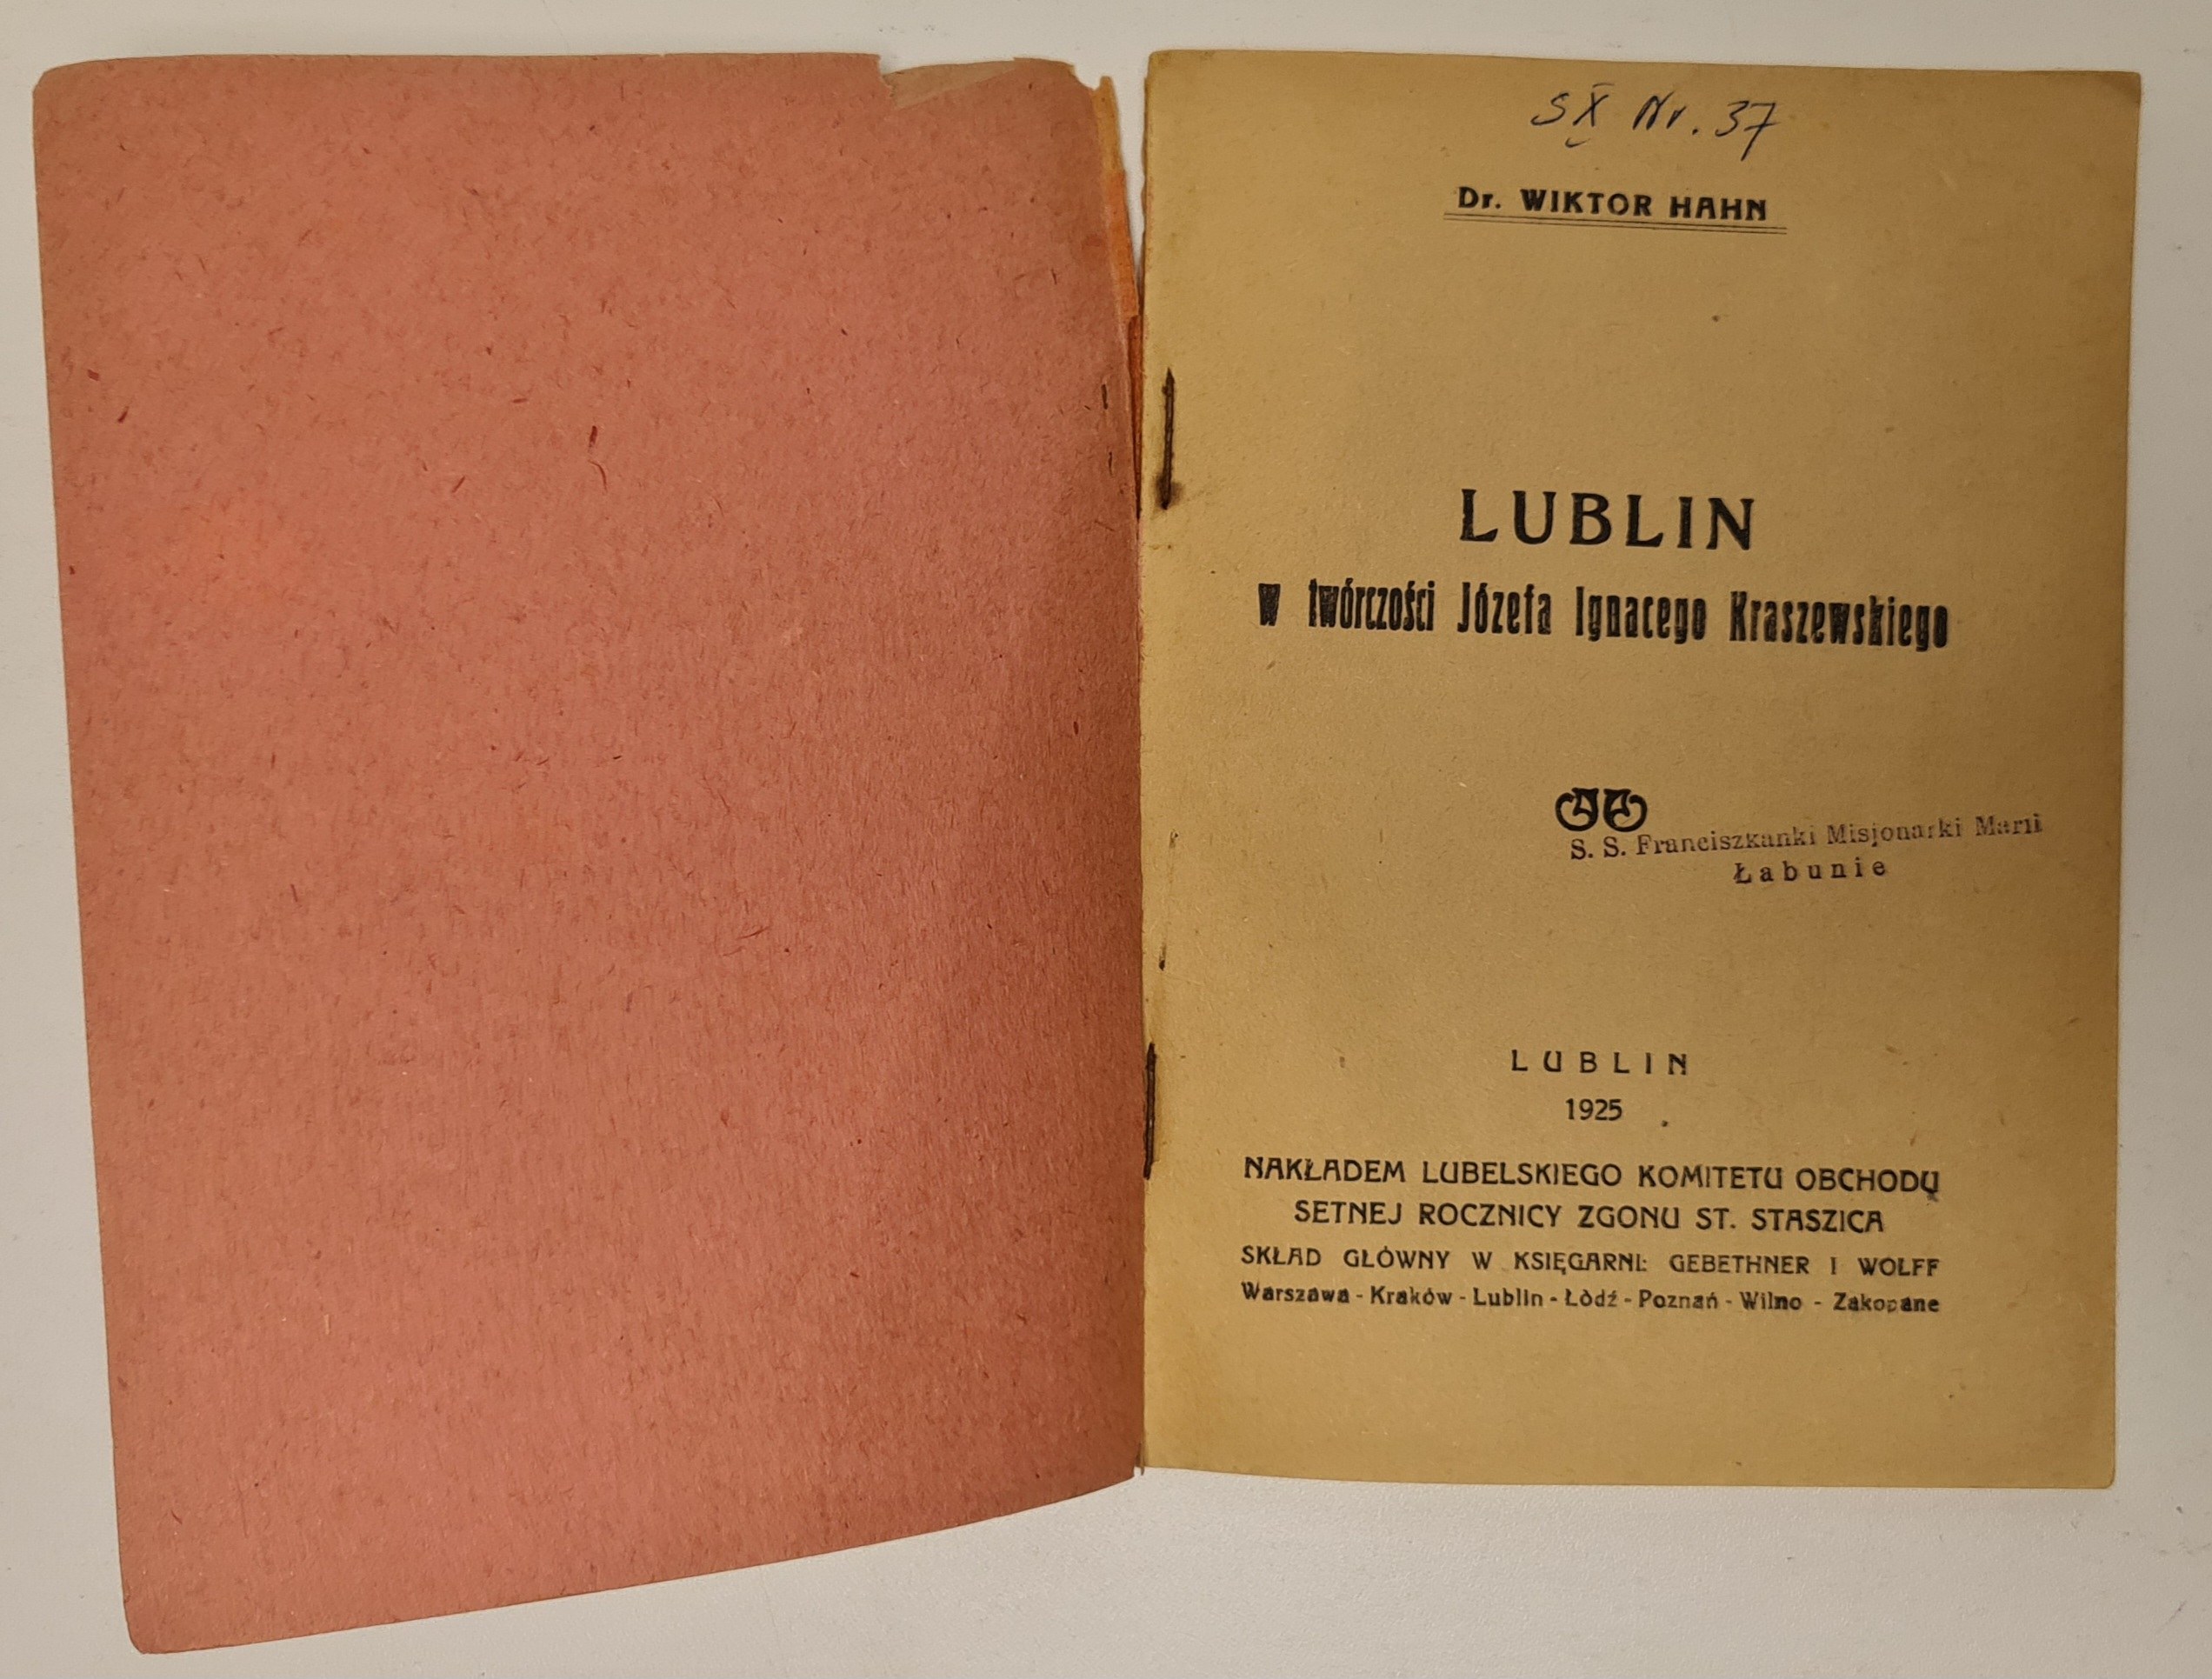 SX Nr. 37
Dr. WIKTOR HAHN
LUBLIN
w twórczości Józefa Ignacego Kraszewskiego
S. S. Franciszkanki Misjonarki Marii
Łabunie
LUBLIN
1925
NAKŁADEM LUBELSKIEGO KOMITETU OBCHODU
SETNEJ ROCZNICY ZGONU ST. STASZICA
SKŁAD GŁÓWNY W KSIĘGARNI: GEBETHNER I WOLFF
Warszawa - Kraków - Lublin - Łòdź - Poznań - Wilno - Zakopane